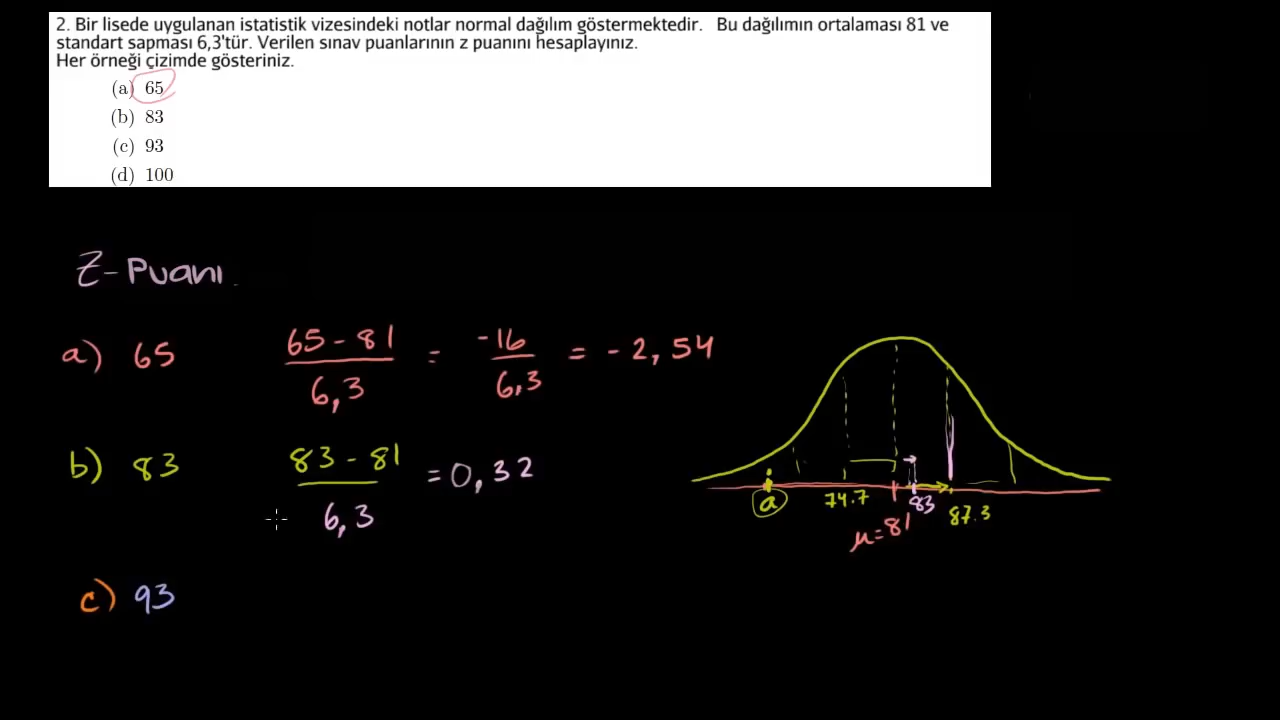 2. Bir lisede uygulanan istatistik vizesindeki notlar normal dağılım göstermektedir. Bu dağılımın ortalaması 81 ve
standart sapması 6,3'tür. Verilen sınav puanlarının z puanını hesaplayınız.
Her örneği çizimde gösteriniz.
(a) 65
(b) 83
(c) 93
(d) 100
Z-Puanı
a) 65 65 - 81 / 6,3 = -16 / 6,3 = -2,54
b) 83 83 - 81 / 6,3 = 0,32
c) 93
a 74.7 83 87.3
μ=81